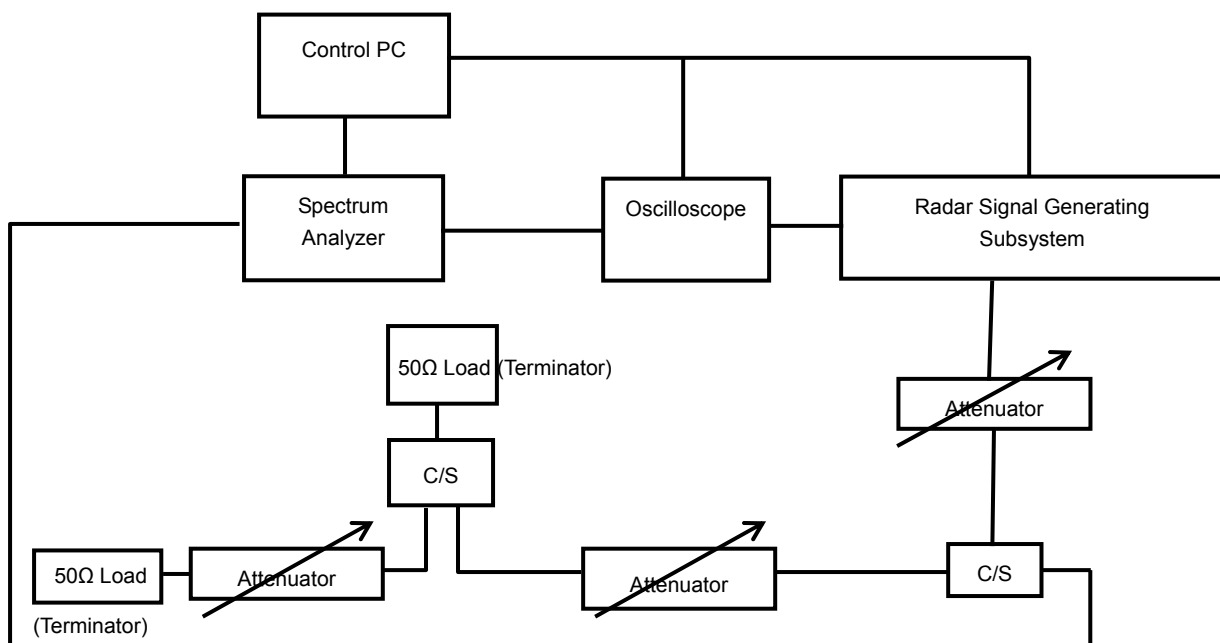 Control PC
Spectrum
Analyzer
Oscilloscope
Radar Signal Generating
Subsystem
50Ω Load (Terminator)
Attenuator
C/S
50Ω Load
(Terminator)
Attenuator
Attenuator
C/S